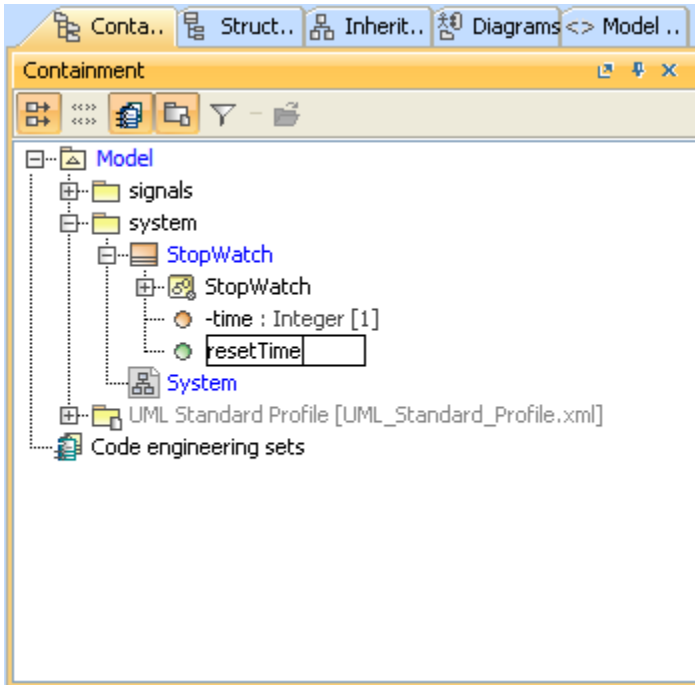 Conta.. Struct.. Inherit.. Diagrams <> Model ..
Containment
Model
signals
system
StopWatch
StopWatch
-time : Integer [1]
resetTime
System
UML Standard Profile [UML_Standard_Profile.xml]
Code engineering sets